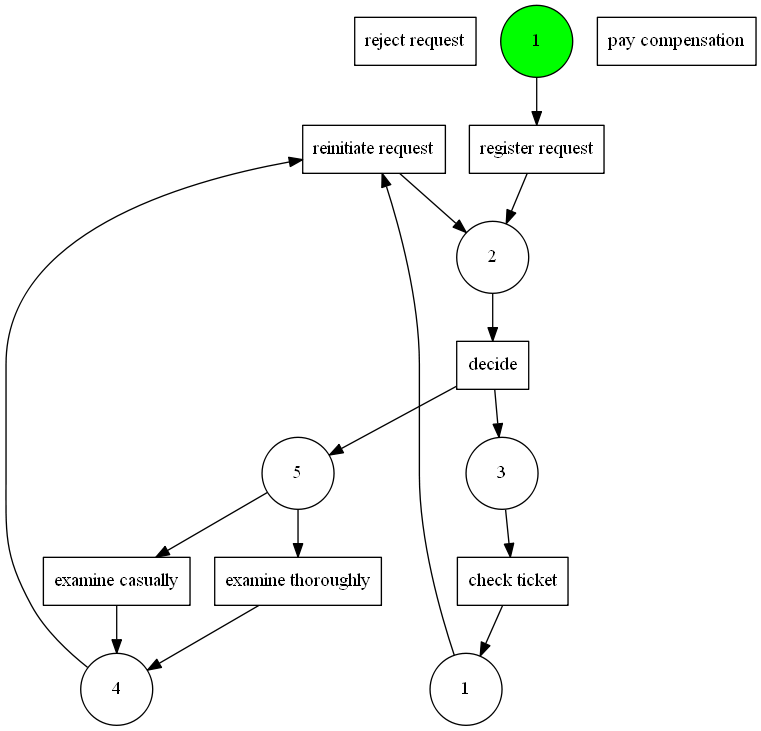 reject request
1
pay compensation
reinitiate request
register request
2
decide
5
3
examine casually
examine thoroughly
check ticket
4
1